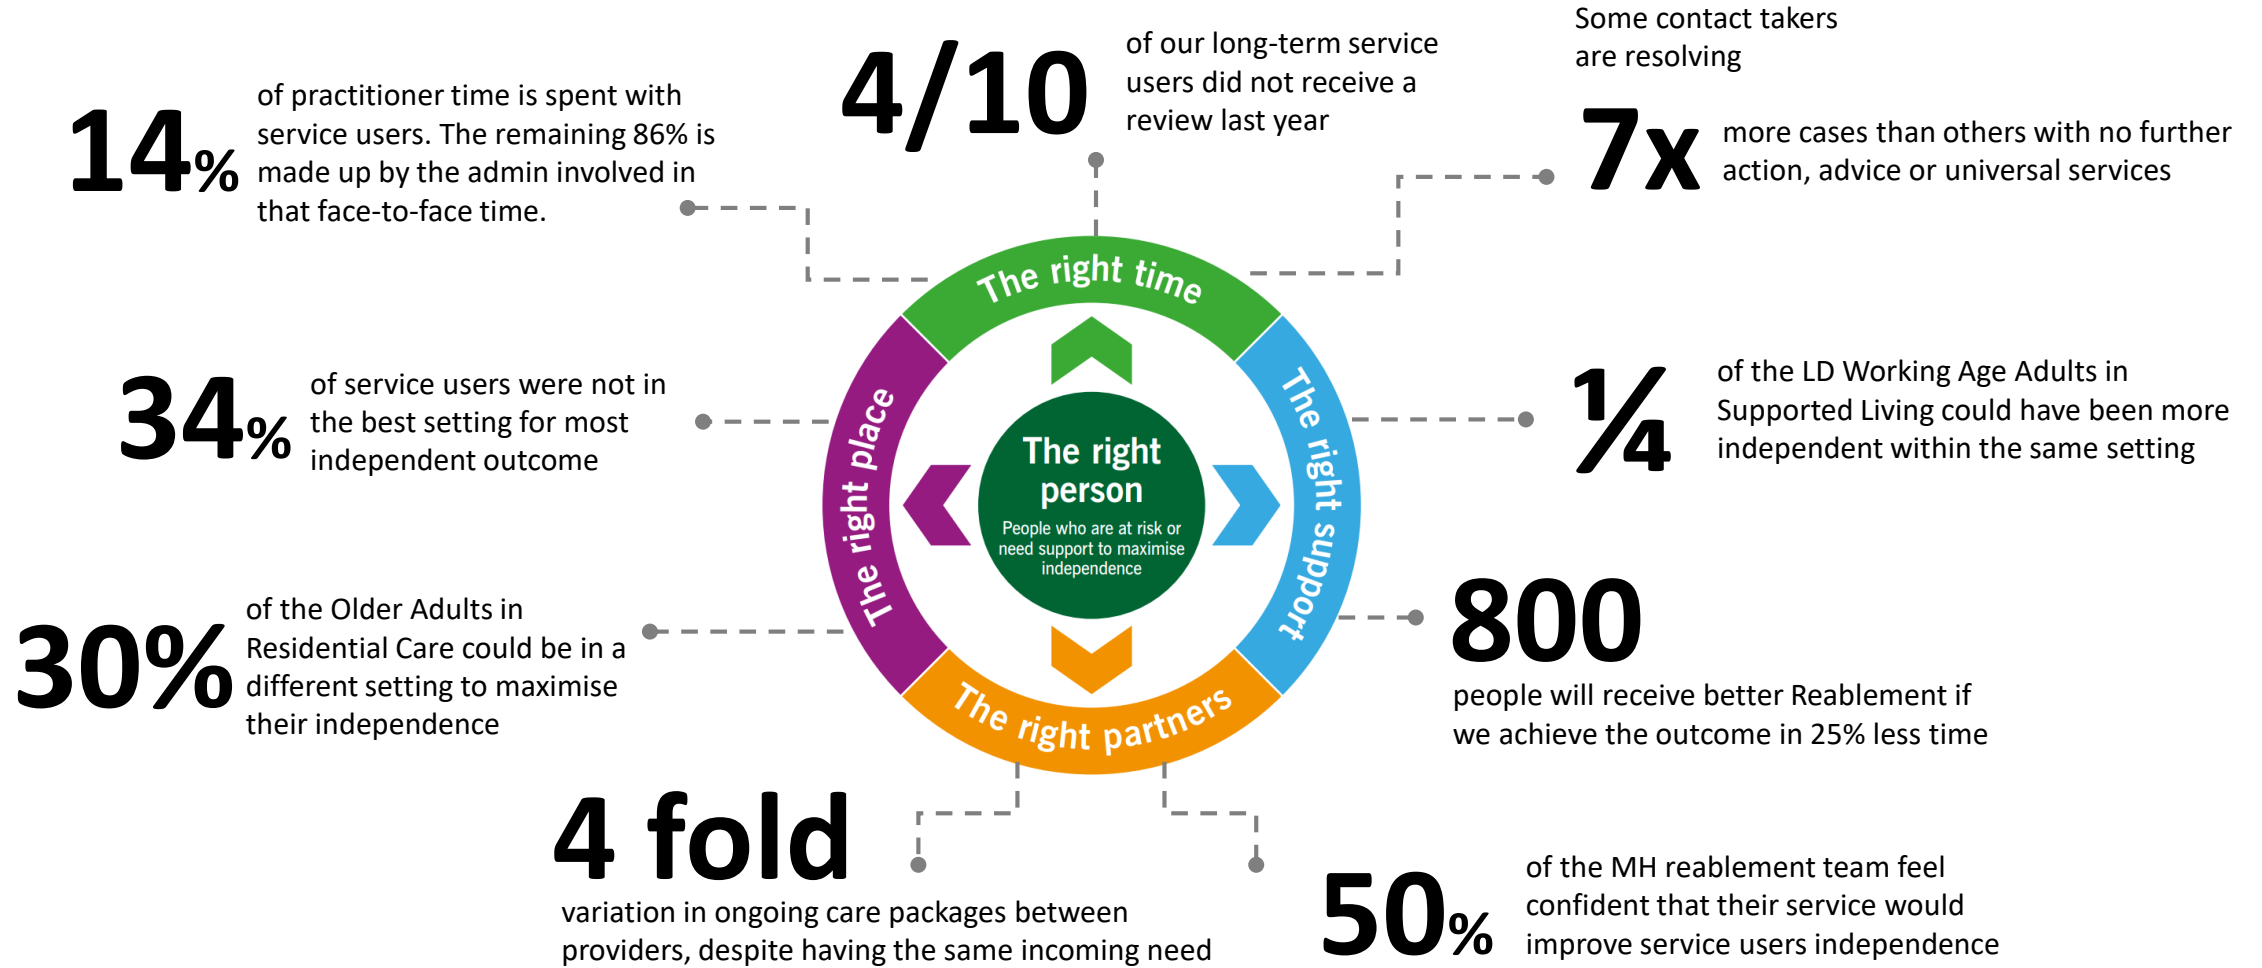 14%
of practitioner time is spent with
service users. The remaining 86% is
made up by the admin involved in
that face-to-face time.
4/10
of our long-term service
users did not receive a
review last year
Some contact takers
are resolving
7x
more cases than others with no further
action, advice or universal services
34%
of service users were not in
the best setting for most
independent outcome
The right time
The right place
The right person
People who are at risk or
need support to maximise
independence
The right support
The right partners
¼
of the LD Working Age Adults in
Supported Living could have been more
independent within the same setting
30%
of the Older Adults in
Residential Care could be in a
different setting to maximise
their independence
800
people will receive better Reablement if
we achieve the outcome in 25% less time
4 fold
variation in ongoing care packages between
providers, despite having the same incoming need
50%
of the MH reablement team feel
confident that their service would
improve service users independence